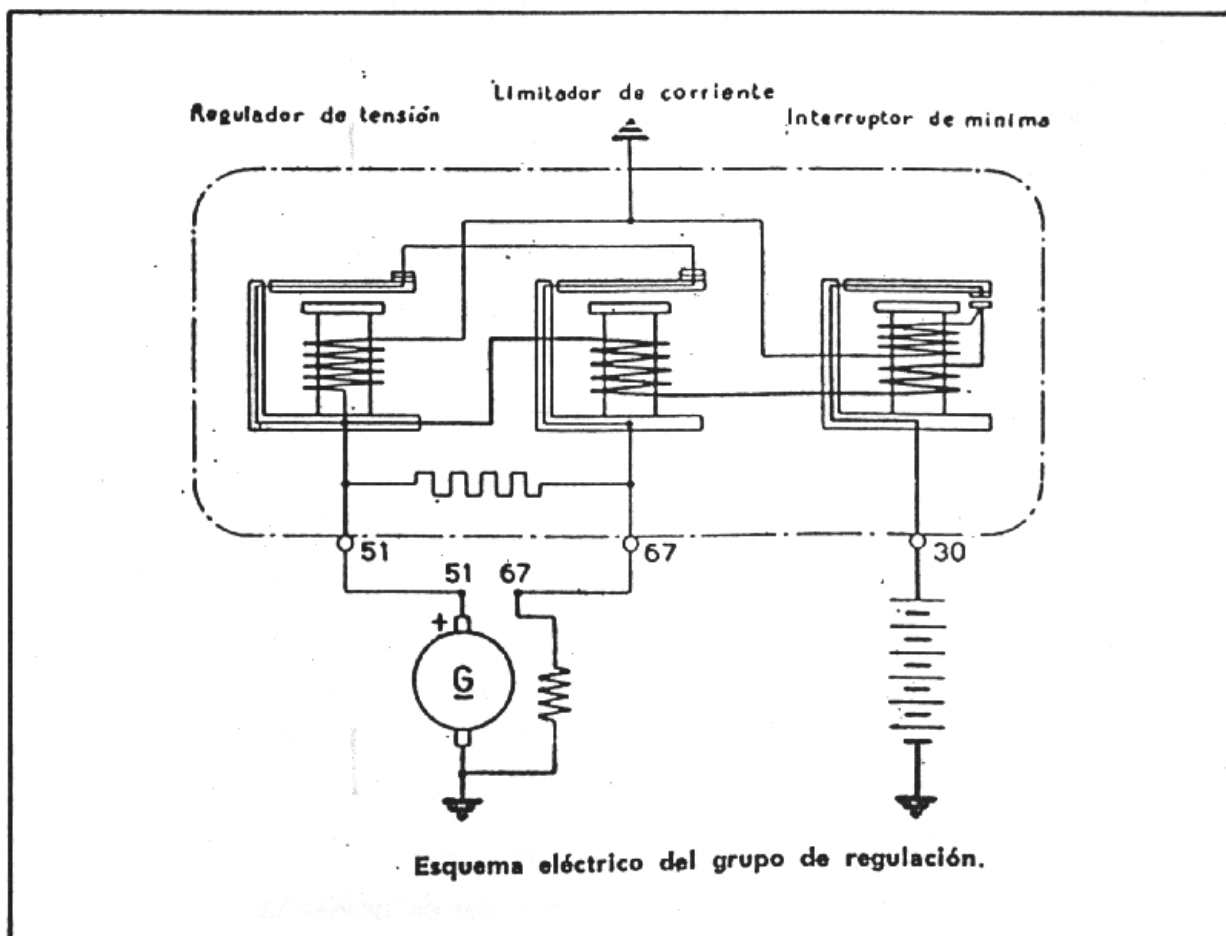 Regulador de tensión
Limitador de corriente
Interruptor de minima
51
67
30
51 67
+
G
Esquema eléctrico del grupo de regulación.